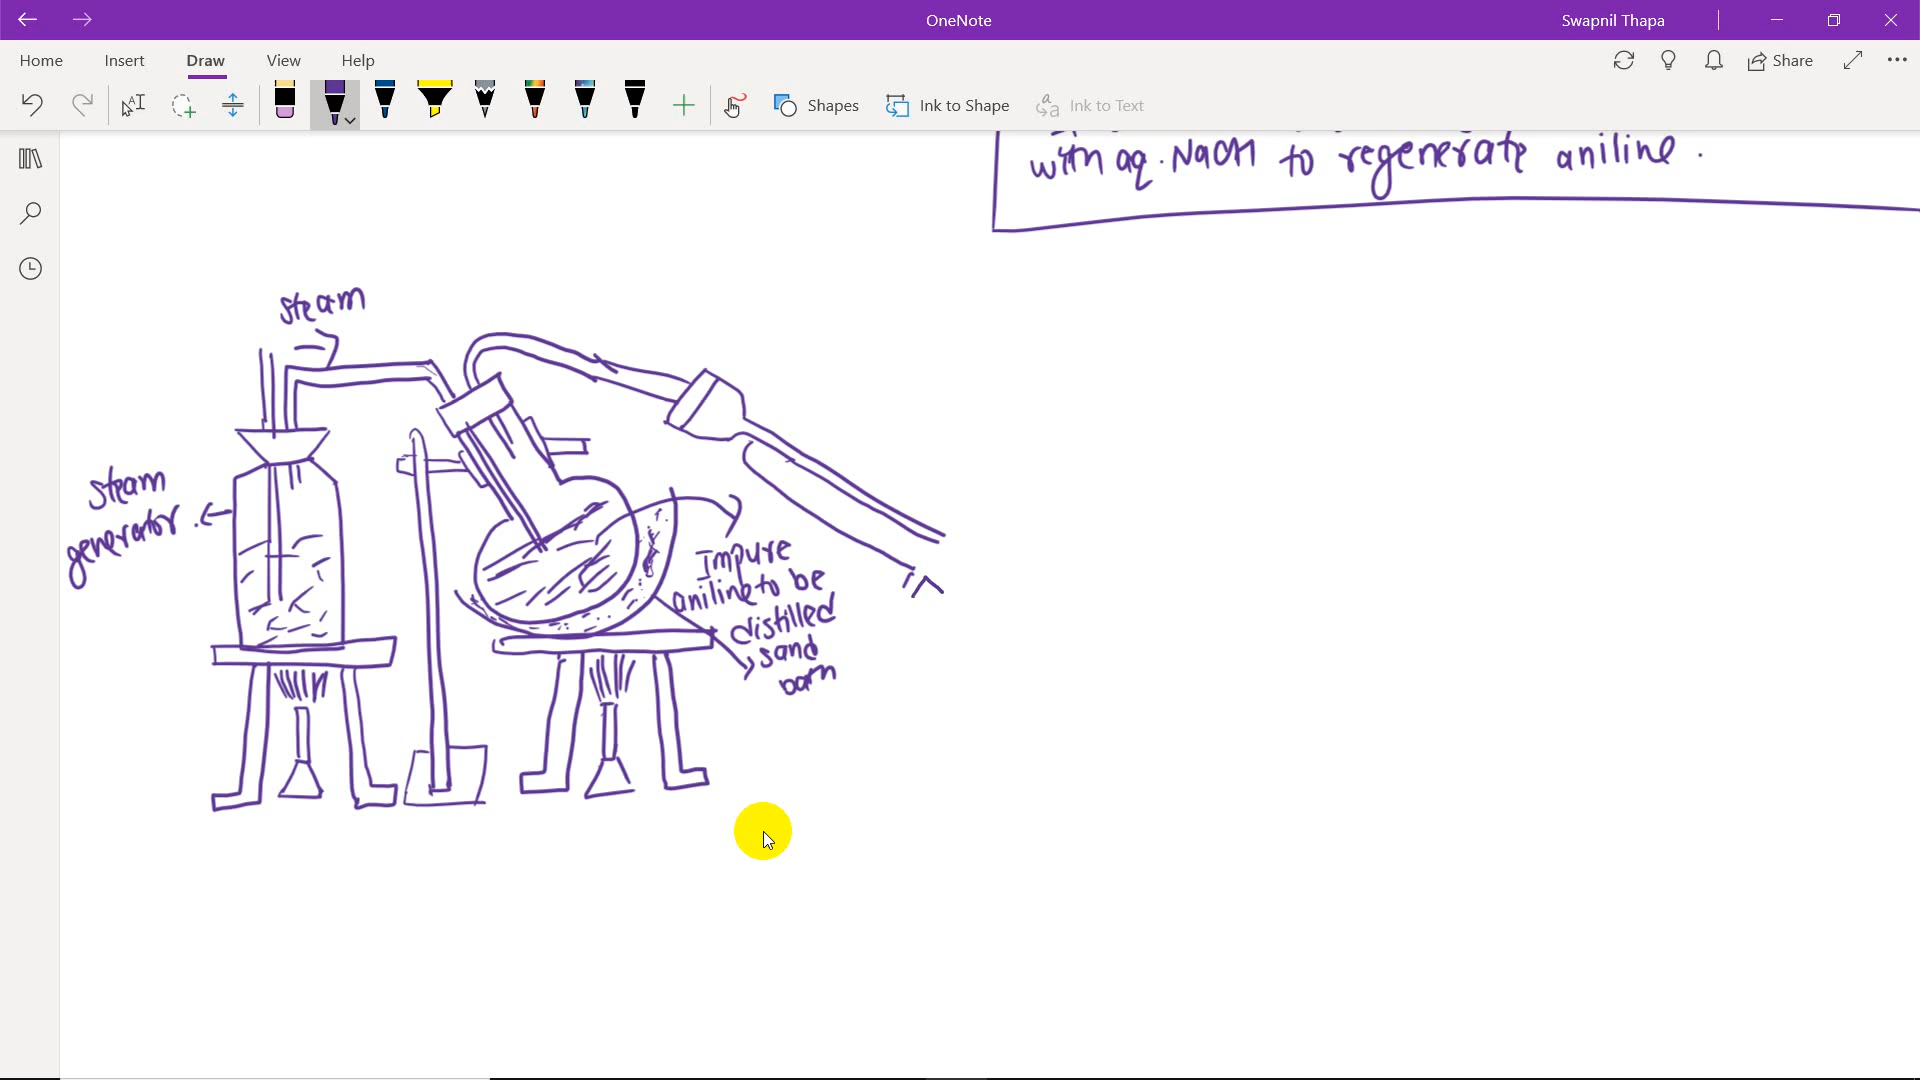 OneNote
Swapnil Thapa
Home Insert Draw View Help
Share
Shapes
Ink to Shape
Ink to Text
with aq. NaOH to regenerate aniline.
steam
steam
generator
Impure
aniline to be
distilled
sand
bath